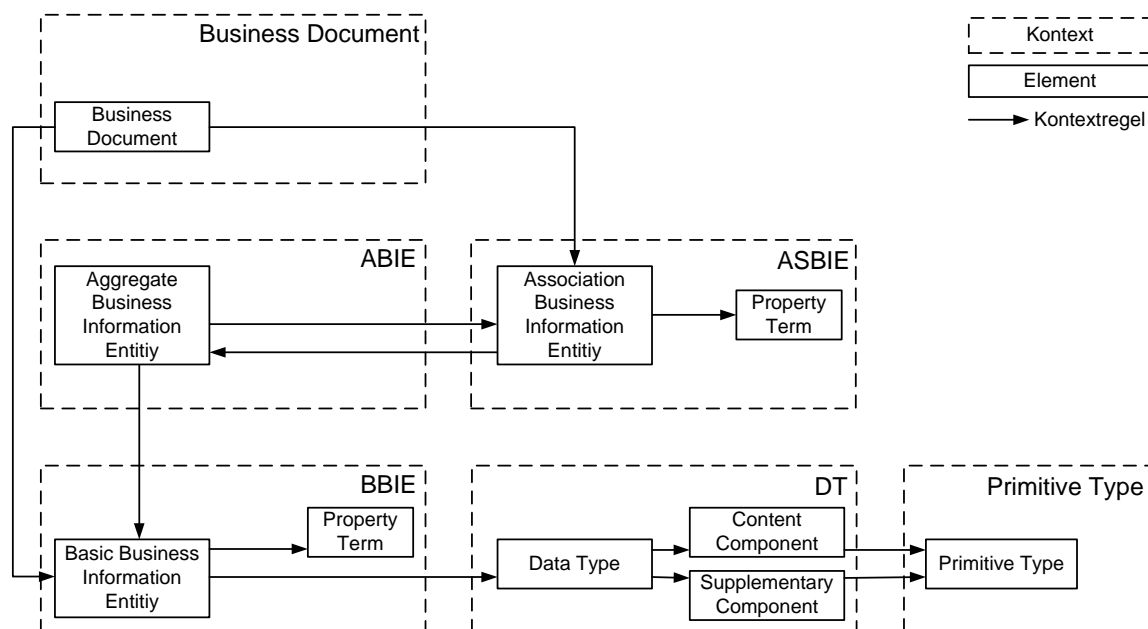 Business Document
Kontext
Element
Kontextregel
Business
Document
ABIE
Aggregate
Business
Information
Entitiy
ASBIE
Association
Business
Information
Entitiy
Property
Term
BBIE
Property
Term
Basic Business
Information
Entitiy
DT
Data Type
Content
Component
Supplementary
Component
Primitive Type
Primitive Type